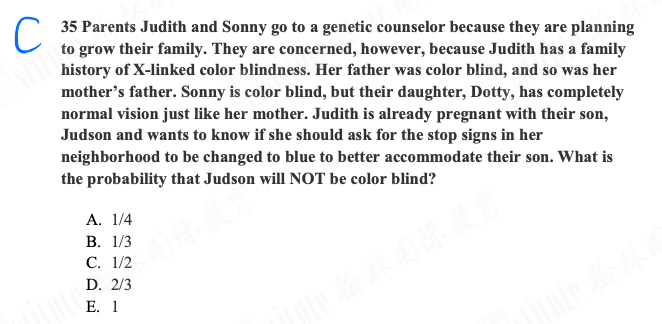 C
35 Parents Judith and Sonny go to a genetic counselor because they are planning
to grow their family. They are concerned, however, because Judith has a family
history of X-linked color blindness. Her father was color blind, and so was her
mother’s father. Sonny is color blind, but their daughter, Dotty, has completely
normal vision just like her mother. Judith is already pregnant with their son,
Judson and wants to know if she should ask for the stop signs in her
neighborhood to be changed to blue to better accommodate their son. What is
the probability that Judson will NOT be color blind?
A. 1/4
B. 1/3
C. 1/2
D. 2/3
E. 1